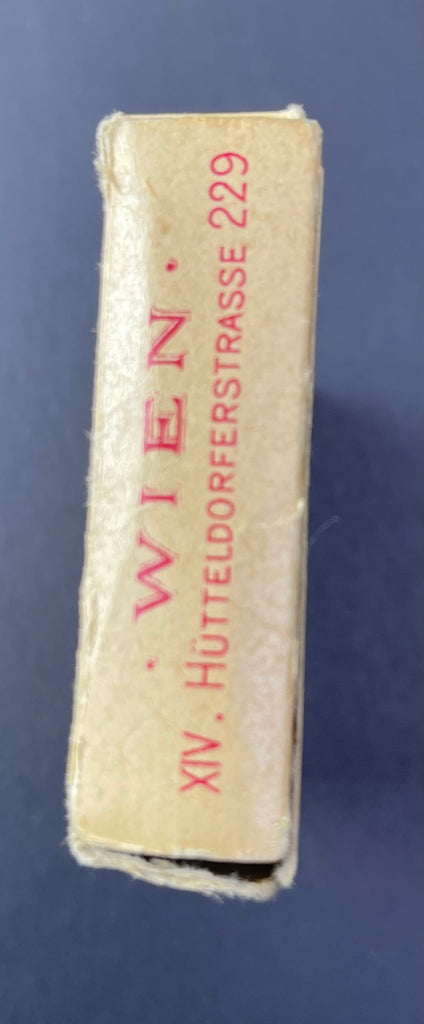 · WIEN ·
XIV. HÜTTELDORFERSTRASSE 229